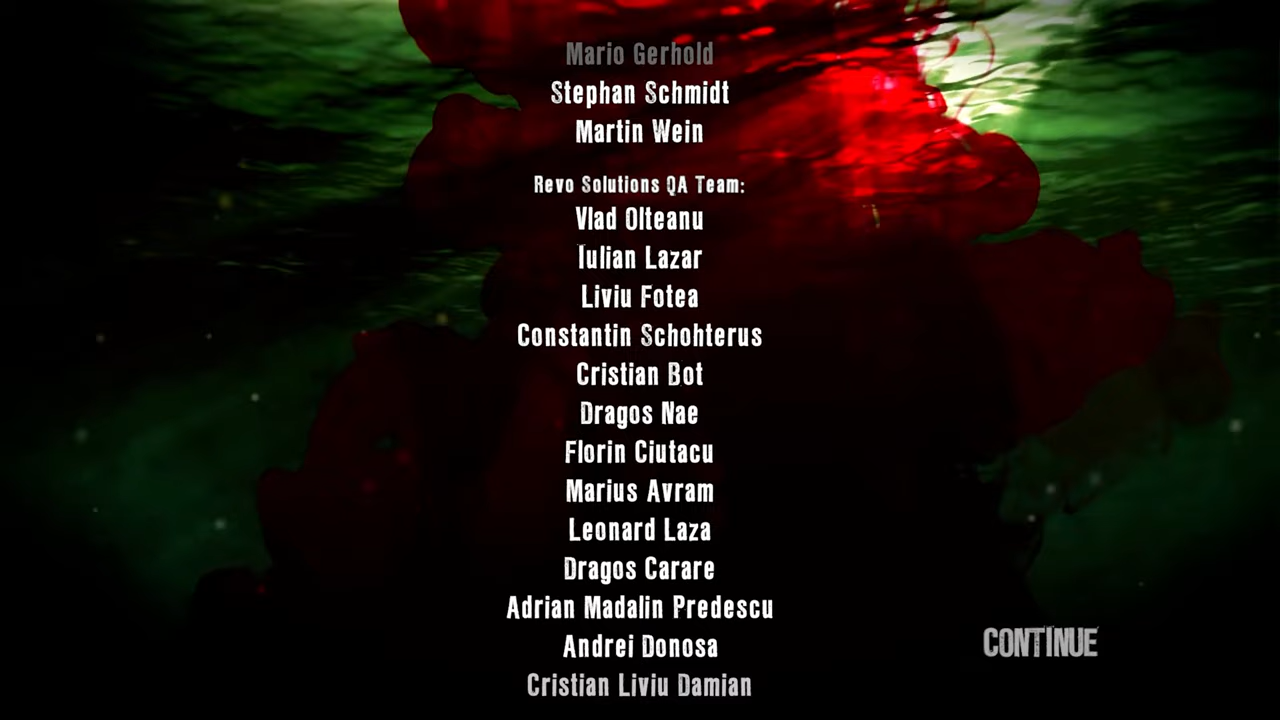 Mario Gerhold
Stephan Schmidt
Martin Wein
Revo Solutions QA Team:
Vlad Olteanu
Iulian Lazar
Liviu Fotea
Constantin Schohterus
Cristian Bot
Dragos Nae
Florin Ciutacu
Marius Avram
Leonard Laza
Dragos Carare
Adrian Madalin Predescu
Andrei Donosa
CONTINUE
Cristian Liviu Damian